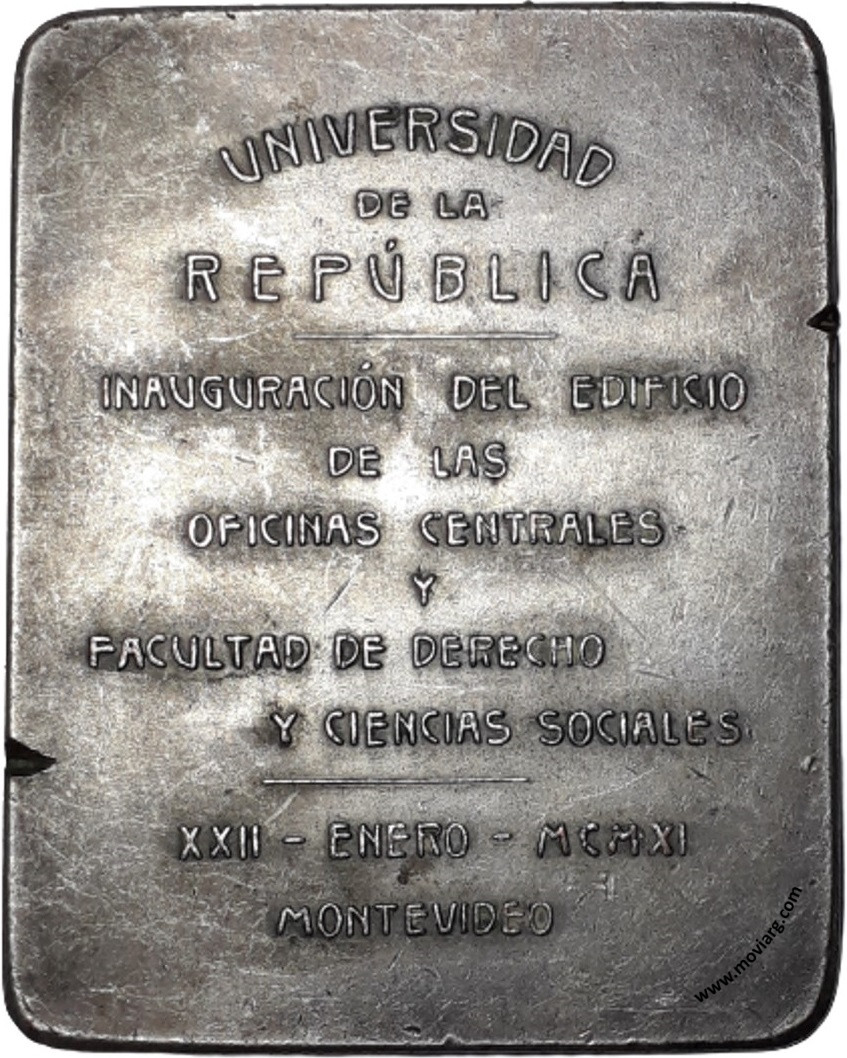 UNIVERSIDAD
DE LA
REPÚBLICA
INAUGURACIÓN DEL EDIFICIO
DE LAS
OFICINAS CENTRALES
Y
FACULTAD DE DERECHO
Y CIENCIAS SOCIALES.
XXII - ENERO - MCMXI
MONTEVIDEO
www.moviarg.com